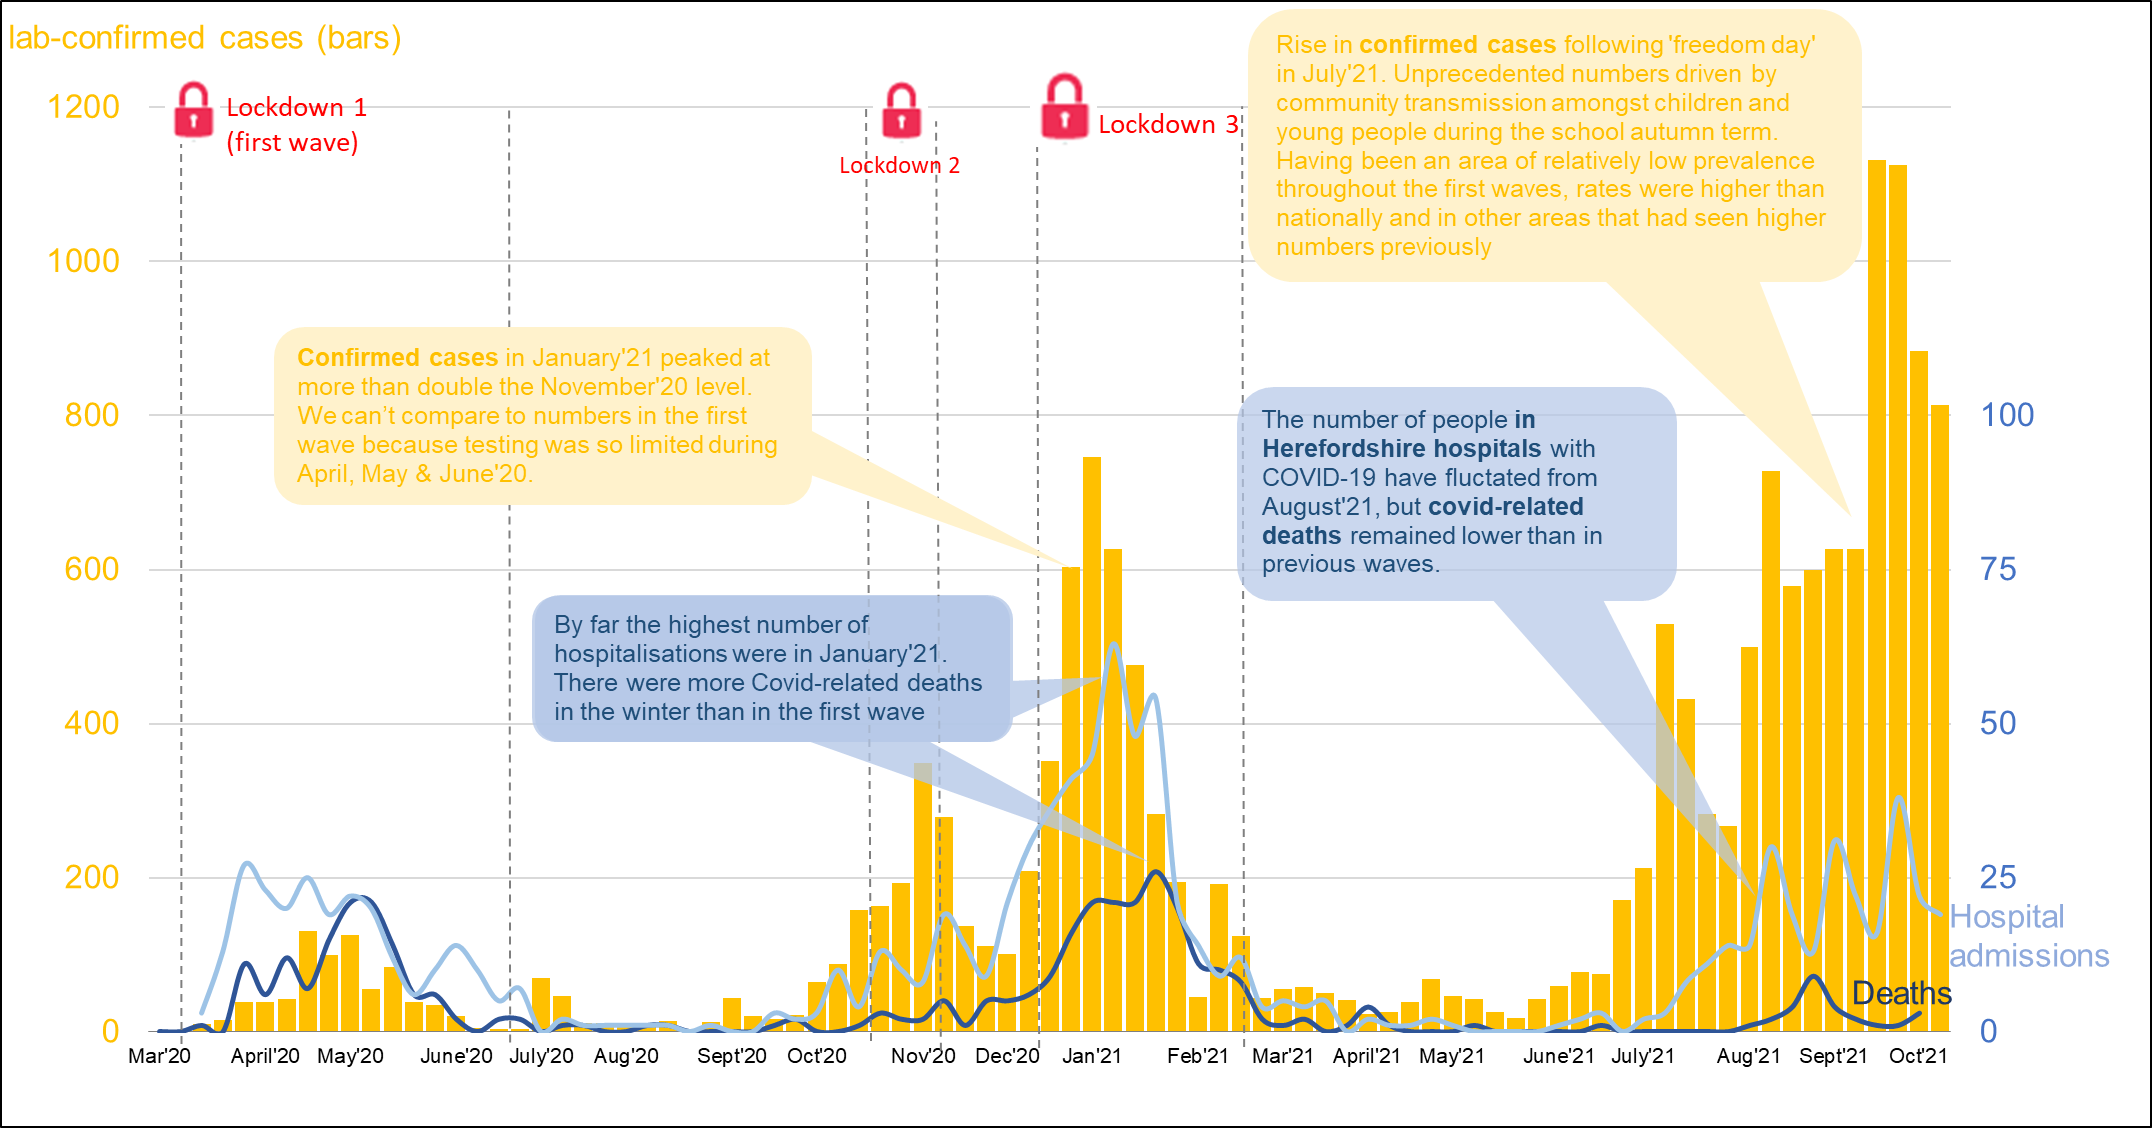 lab-confirmed cases (bars)
1200
1000
800
600
400
200
0
Lockdown 1
(first wave)
Lockdown 2
Lockdown 3
Rise in confirmed cases following 'freedom day'
in July'21. Unprecedented numbers driven by
community transmission amongst children and
young people during the school autumn term.
Having been an area of relatively low prevalence
throughout the first waves, rates were higher than
nationally and in other areas that had seen higher
numbers previously
Confirmed cases in January'21 peaked at
more than double the November'20 level.
We can't compare to numbers in the first
wave because testing was so limited during
April, May & June'20.
The number of people in
Herefordshire hospitals with
COVID-19 have fluctated from
August'21, but covid-related
deaths remained lower than in
previous waves.
By far the highest number of
hospitalisations were in January'21.
There were more Covid-related deaths
in the winter than in the first wave
100
75
50
25
0
Hospital
admissions
Deaths
Mar'20 April'20 May'20 June'20 July'20 Aug'20 Sept'20 Oct'20 Nov'20 Dec'20 Jan'21 Feb'21 Mar'21 April'21 May'21 June'21 July'21 Aug'21 Sept'21 Oct'21